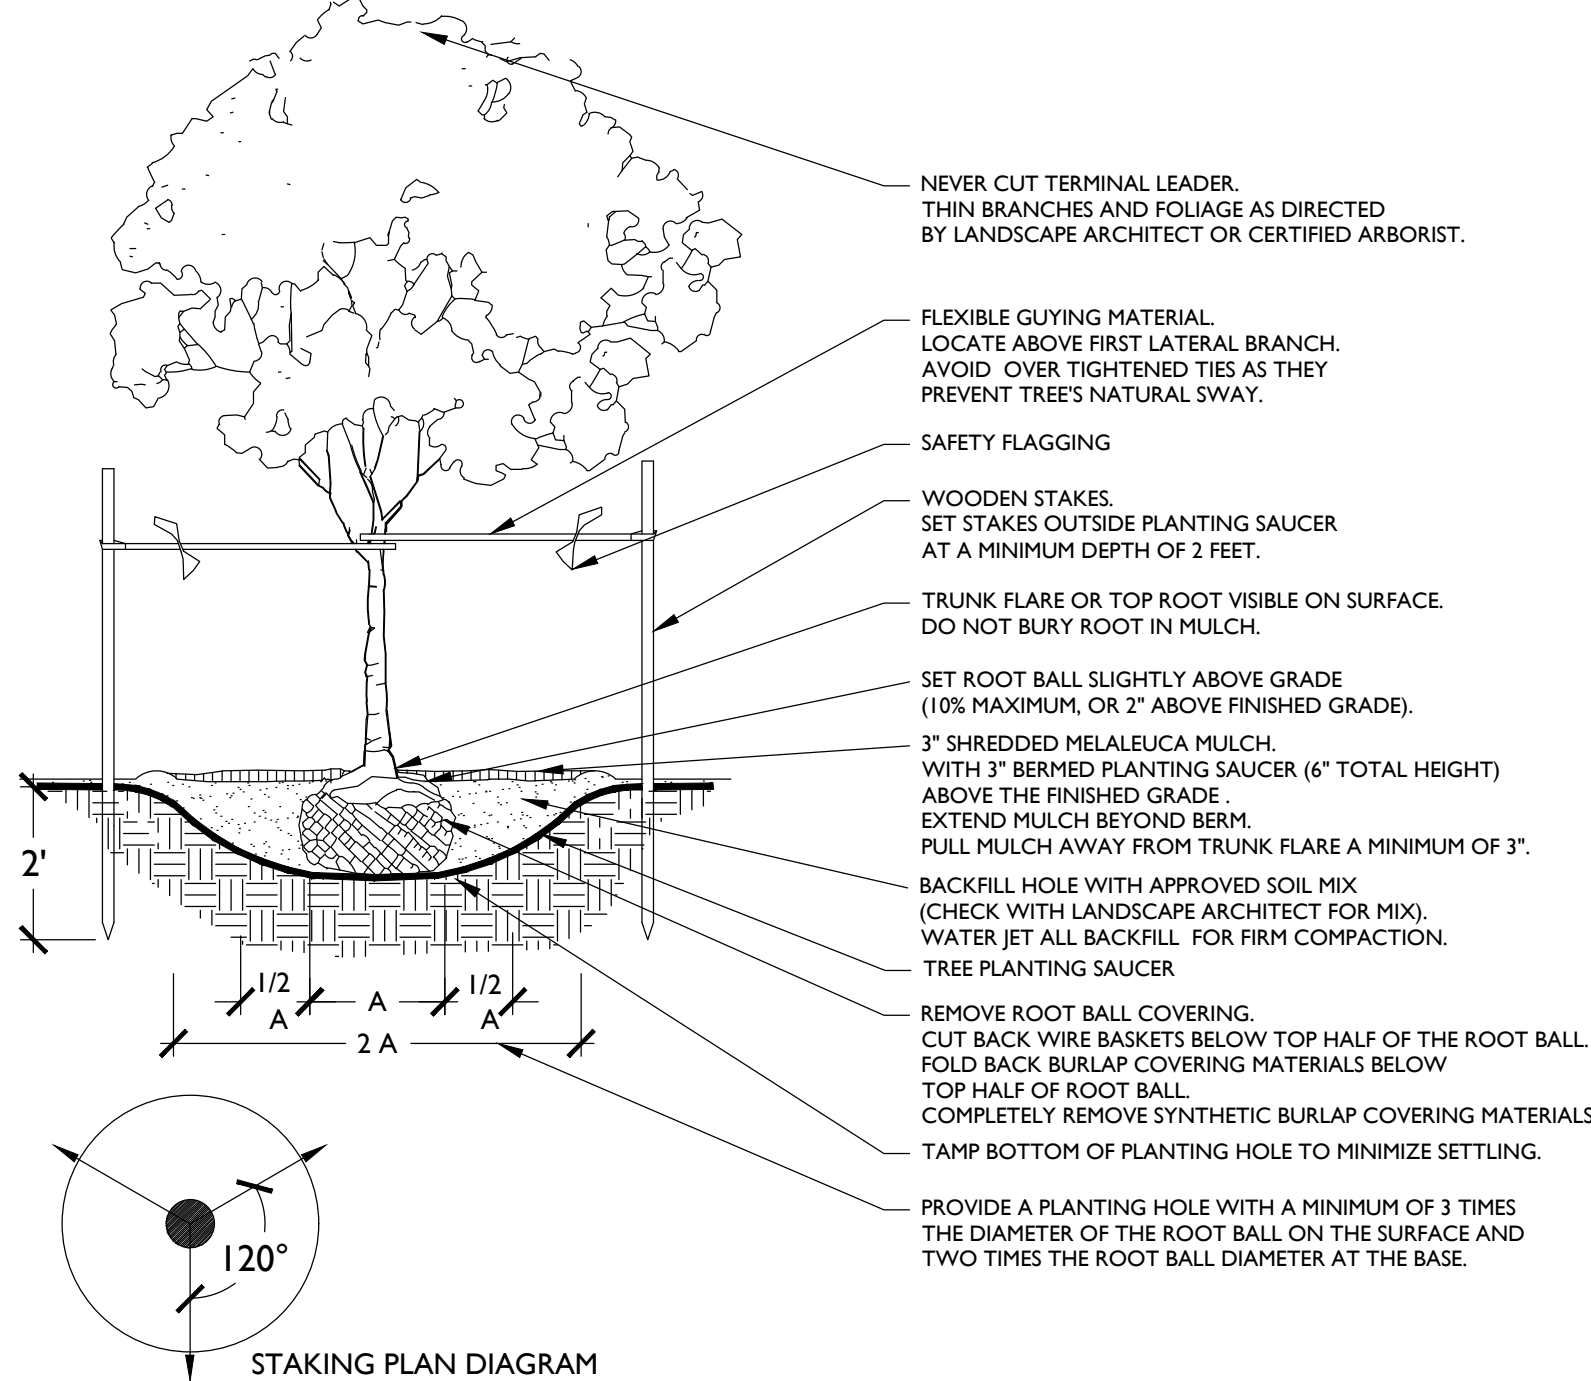 NEVER CUT TERMINAL LEADER.
THIN BRANCHES AND FOLIAGE AS DIRECTED
BY LANDSCAPE ARCHITECT OR CERTIFIED ARBORIST.
FLEXIBLE GUYING MATERIAL.
LOCATE ABOVE FIRST LATERAL BRANCH.
AVOID OVER TIGHTENED TIES AS THEY
PREVENT TREE'S NATURAL SWAY.
SAFETY FLAGGING
WOODEN STAKES.
SET STAKES OUTSIDE PLANTING SAUCER
AT A MINIMUM DEPTH OF 2 FEET.
TRUNK FLARE OR TOP ROOT VISIBLE ON SURFACE.
DO NOT BURY ROOT IN MULCH.
SET ROOT BALL SLIGHTLY ABOVE GRADE
(10% MAXIMUM, OR 2" ABOVE FINISHED GRADE).
3" SHREDDED MELALEUCA MULCH.
WITH 3" BERMED PLANTING SAUCER (6" TOTAL HEIGHT)
ABOVE THE FINISHED GRADE .
EXTEND MULCH BEYOND BERM.
PULL MULCH AWAY FROM TRUNK FLARE A MINIMUM OF 3".
BACKFILL HOLE WITH APPROVED SOIL MIX
(CHECK WITH LANDSCAPE ARCHITECT FOR MIX).
WATER JET ALL BACKFILL FOR FIRM COMPACTION.
TREE PLANTING SAUCER
REMOVE ROOT BALL COVERING.
CUT BACK WIRE BASKETS BELOW TOP HALF OF THE ROOT BALL.
FOLD BACK BURLAP COVERING MATERIALS BELOW
TOP HALF OF ROOT BALL.
COMPLETELY REMOVE SYNTHETIC BURLAP COVERING MATERIALS
TAMP BOTTOM OF PLANTING HOLE TO MINIMIZE SETTLING.
PROVIDE A PLANTING HOLE WITH A MINIMUM OF 3 TIMES
THE DIAMETER OF THE ROOT BALL ON THE SURFACE AND
TWO TIMES THE ROOT BALL DIAMETER AT THE BASE.
2'
1/2
A
A
1/2
A
2 A
120°
STAKING PLAN DIAGRAM